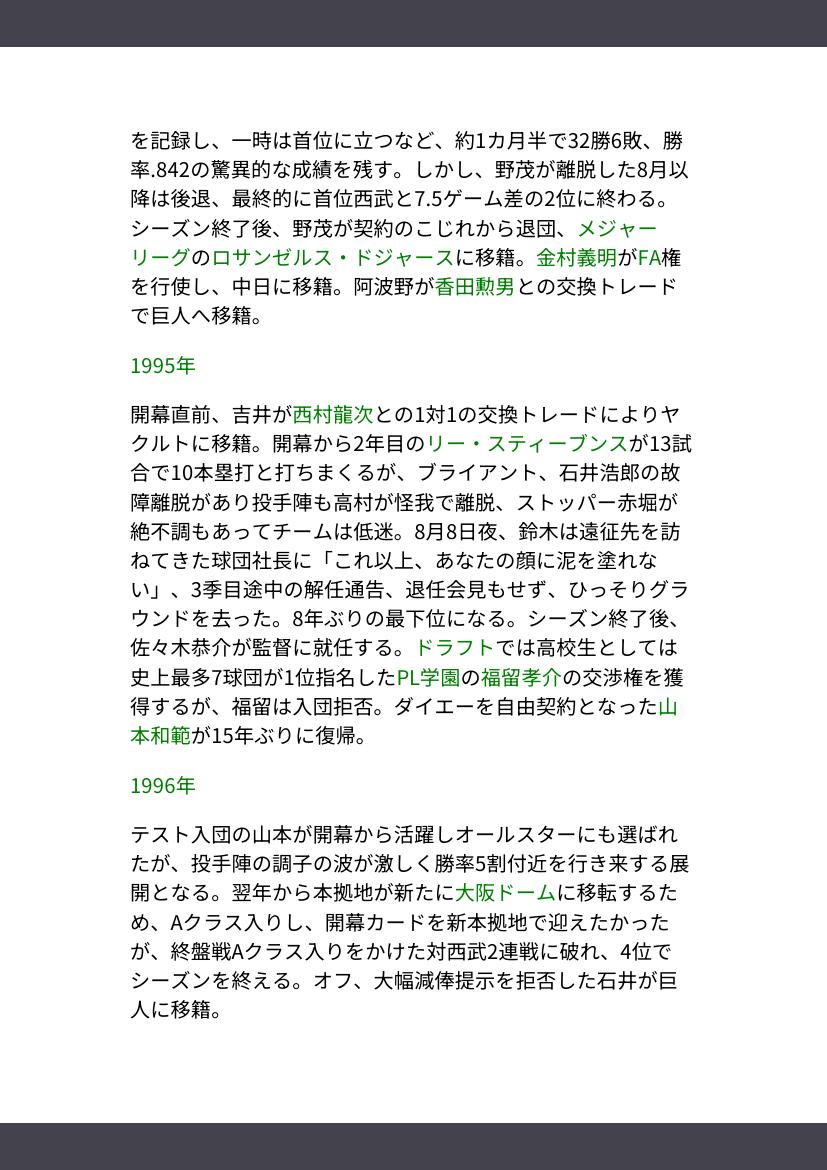 を記録し、一時は首位に立つなど、約1カ月半で32勝6敗、勝
率.842の驚異的な成績を残す。しかし、野茂が離脱した8月以
降は後退、最終的に首位西武と7.5ゲーム差の2位に終わる。
シーズン終了後、野茂が契約のこじれから退団、メジャー
リーグのロサンゼルス・ドジャースに移籍。金村義明がFA権
を行使し、中日に移籍。阿波野が香田勲男との交換トレード
で巨人へ移籍。
1995年
開幕直前、吉井が西村龍次との1対1の交換トレードによりヤ
クルトに移籍。開幕から2年目のリー・スティーブンスが13試
合で10本塁打と打ちまくるが、ブライアント、石井浩郎の故
障離脱があり投手陣も高村が怪我で離脱、ストッパー赤堀が
絶不調もあってチームは低迷。8月8日夜、鈴木は遠征先を訪
ねてきた球団社長に「これ以上、あなたの顔に泥を塗れな
い」、3季目途中の解任通告、退任会見もせず、ひっそりグラ
ウンドを去った。8年ぶりの最下位になる。シーズン終了後、
佐々木恭介が監督に就任する。ドラフトでは高校生としては
史上最多7球団が1位指名したPL学園の福留孝介の交渉権を獲
得するが、福留は入団拒否。ダイエーを自由契約となった山
本和範が15年ぶりに復帰。
1996年
テスト入団の山本が開幕から活躍しオールスターにも選ばれ
たが、投手陣の調子の波が激しく勝率5割付近を行き来する展
開となる。翌年から本拠地が新たに大阪ドームに移転するた
め、Aクラス入りし、開幕カードを新本拠地で迎えたかった
が、終盤戦Aクラス入りをかけた対西武2連戦に破れ、4位で
シーズンを終える。オフ、大幅減俸提示を拒否した石井が巨
人に移籍。